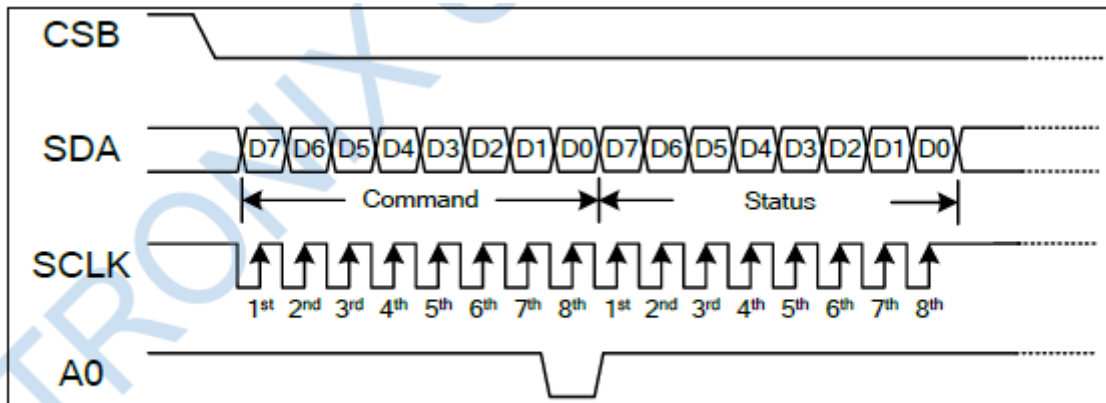 CSB
SDA D7 D6 D5 D4 D3 D2 D1 D0 D7 D6 D5 D4 D3 D2 D1 D0
Command Status
SCLK
1st 2nd 3rd 4th 5th 6th 7th 8th 1st 2nd 3rd 4th 5th 6th 7th 8th
A0
TRONIX